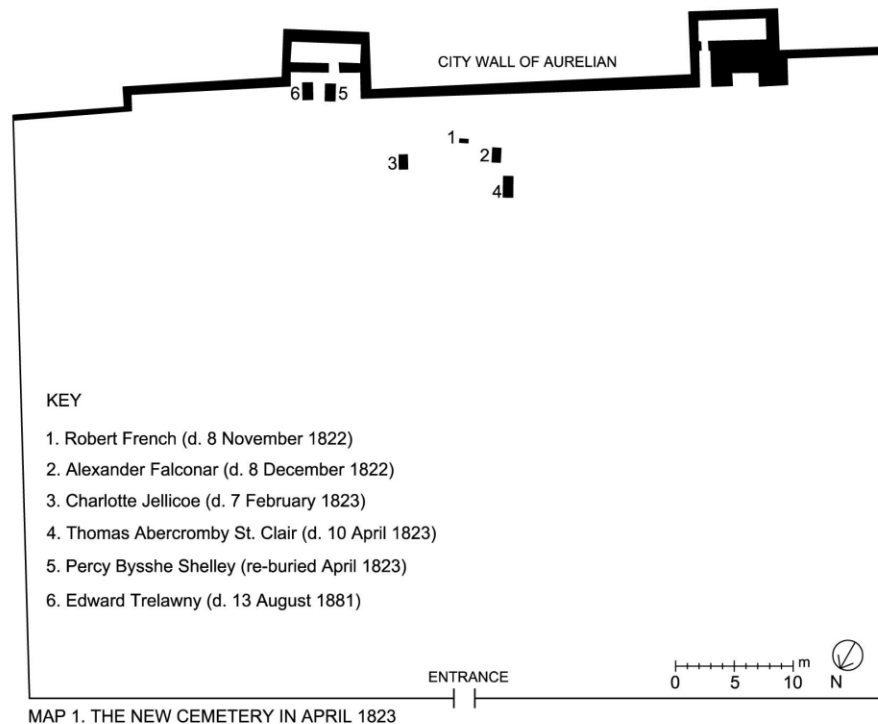 CITY WALL OF AURELIAN
6 5
1
2
3
4
KEY
1. Robert French (d. 8 November 1822)
2. Alexander Falconar (d. 8 December 1822)
3. Charlotte Jellicoe (d. 7 February 1823)
4. Thomas Abercromby St. Clair (d. 10 April 1823)
5. Percy Bysshe Shelley (re-buried April 1823)
6. Edward Trelawny (d. 13 August 1881)
ENTRANCE
m
0 5 10 N
MAP 1. THE NEW CEMETERY IN APRIL 1823